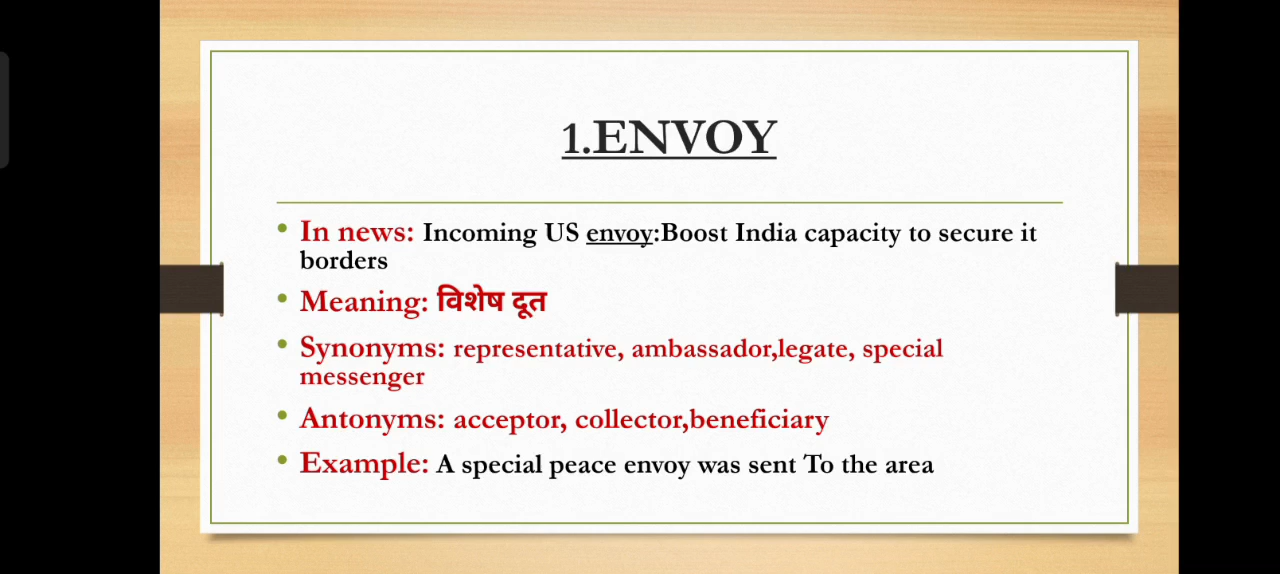 1.ENVOY
• In news: Incoming US envoy:Boost India capacity to secure it
borders
• Meaning: विशेष दूत
• Synonyms: representative, ambassador,legate, special
messenger
• Antonyms: acceptor, collector,beneficiary
• Example: A special peace envoy was sent To the area